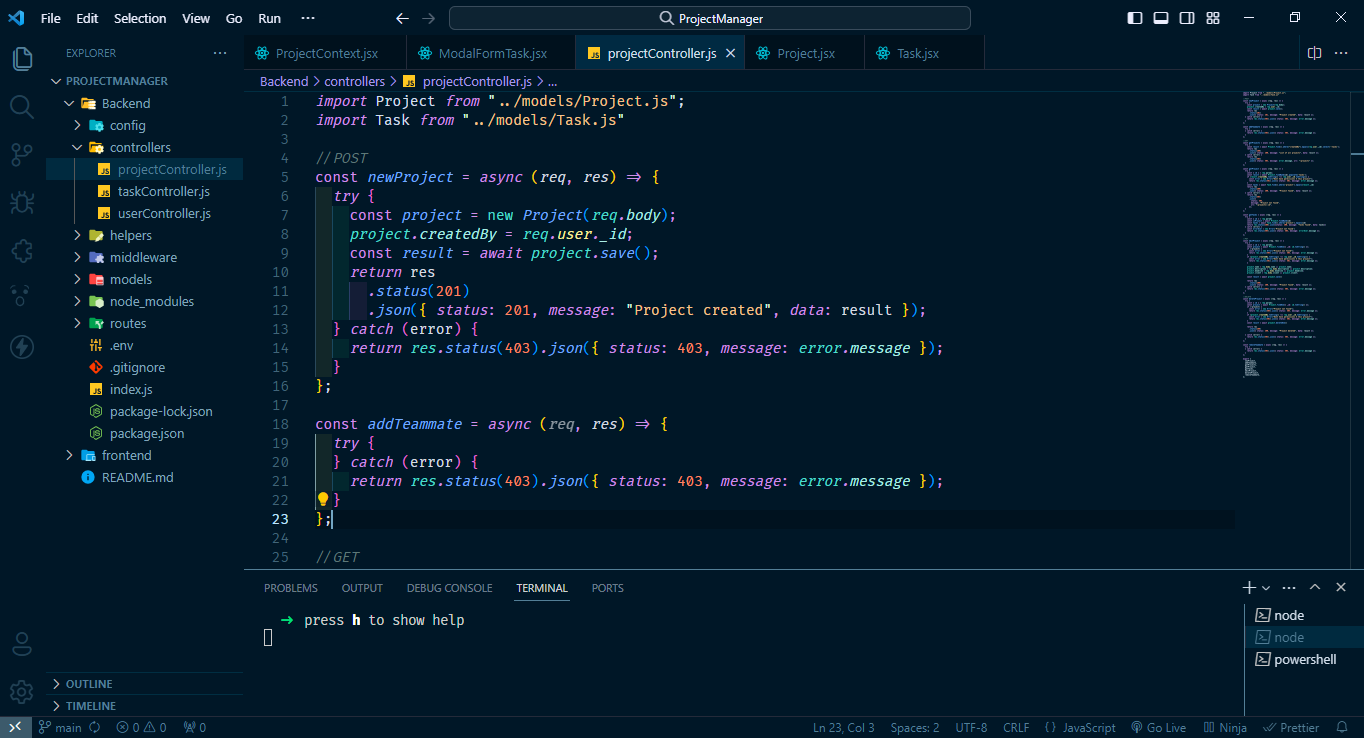 File Edit Selection View Go Run ···
ProjectManager
EXPLORER ···
PROJECTMANAGER
Backend
config
controllers
projectController.js
taskController.js
userController.js
helpers
middleware
models
node_modules
routes
.env
.gitignore
index.js
package-lock.json
package.json
frontend
README.md
OUTLINE
TIMELINE
ProjectContext.jsx ModalFormTask.jsx projectController.js Project.jsx Task.jsx
Backend > controllers > projectController.js > ...
1 import Project from "../models/Project.js";
2 import Task from "../models/Task.js"
3
4 //POST
5 const newProject = async (req, res) => {
6 try {
7 const project = new Project(req.body);
8 project.createdBy = req.user._id;
9 const result = await project.save();
10 return res
11 .status(201)
12 .json({ status: 201, message: "Project created", data: result });
13 } catch (error) {
14 return res.status(403).json({ status: 403, message: error.message });
15 }
16 };
17
18 const addTeammate = async (req, res) => {
19 try {
20 } catch (error) {
21 return res.status(403).json({ status: 403, message: error.message });
22 }
23 };
24
25 //GET
PROBLEMS OUTPUT DEBUG CONSOLE TERMINAL PORTS
➜ press h to show help
node
node
powershell
main 0 0 0
Ln 23, Col 3 Spaces: 2 UTF-8 CRLF {} JavaScript Go Live Ninja Prettier